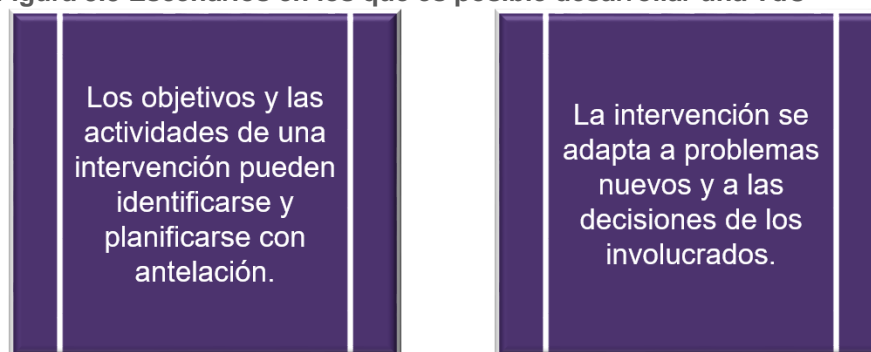 Los objetivos y las
actividades de una
intervención pueden
identificarse y
planificarse con
antelación.
La intervención se
adapta a problemas
nuevos y a las
decisiones de los
involucrados.